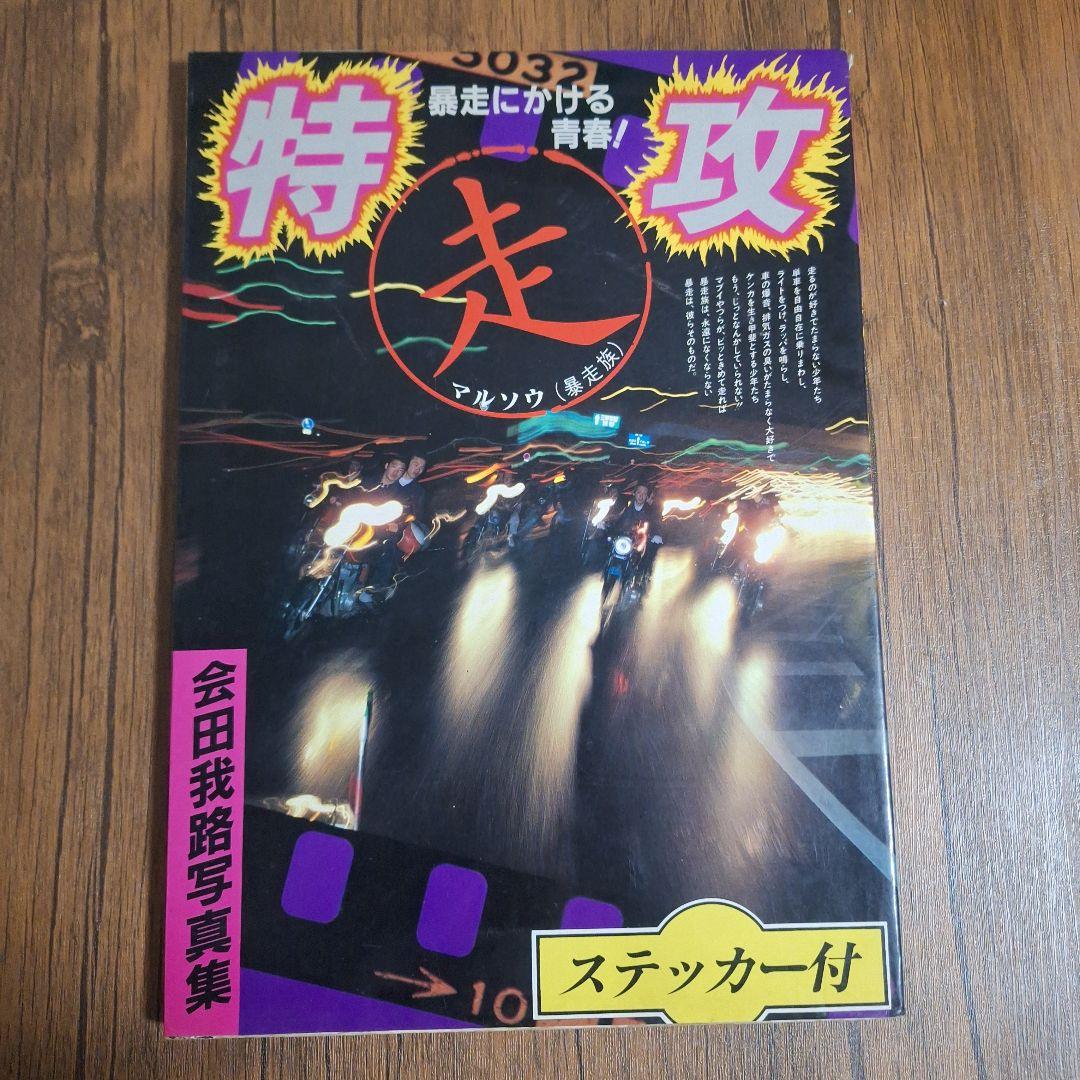 3032
特攻
暴走にかける
青春!
走
マルソウ(暴走族)
走るのが好きでたまらない少年たち
単車を自由自在に乗りまわし、
ライトをつけ、ラッパを鳴らし、
車の爆音、排気ガスの臭いがたまらなく大好きで
ケンカを生き甲斐とする少年たち
もう、じっとなんかしていられない!!
マブイやつらが、ビッときめて走れば
暴走族は、永遠になくならない
暴走は、彼らそのものだ。
会田我路写真集
→10
ステッカー付